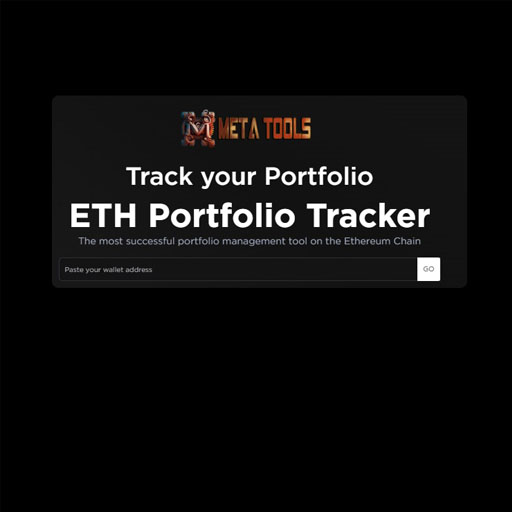 META TOOLS
Track your Portfolio
ETH Portfolio Tracker
The most successful portfolio management tool on the Ethereum Chain
Paste your wallet address
GO